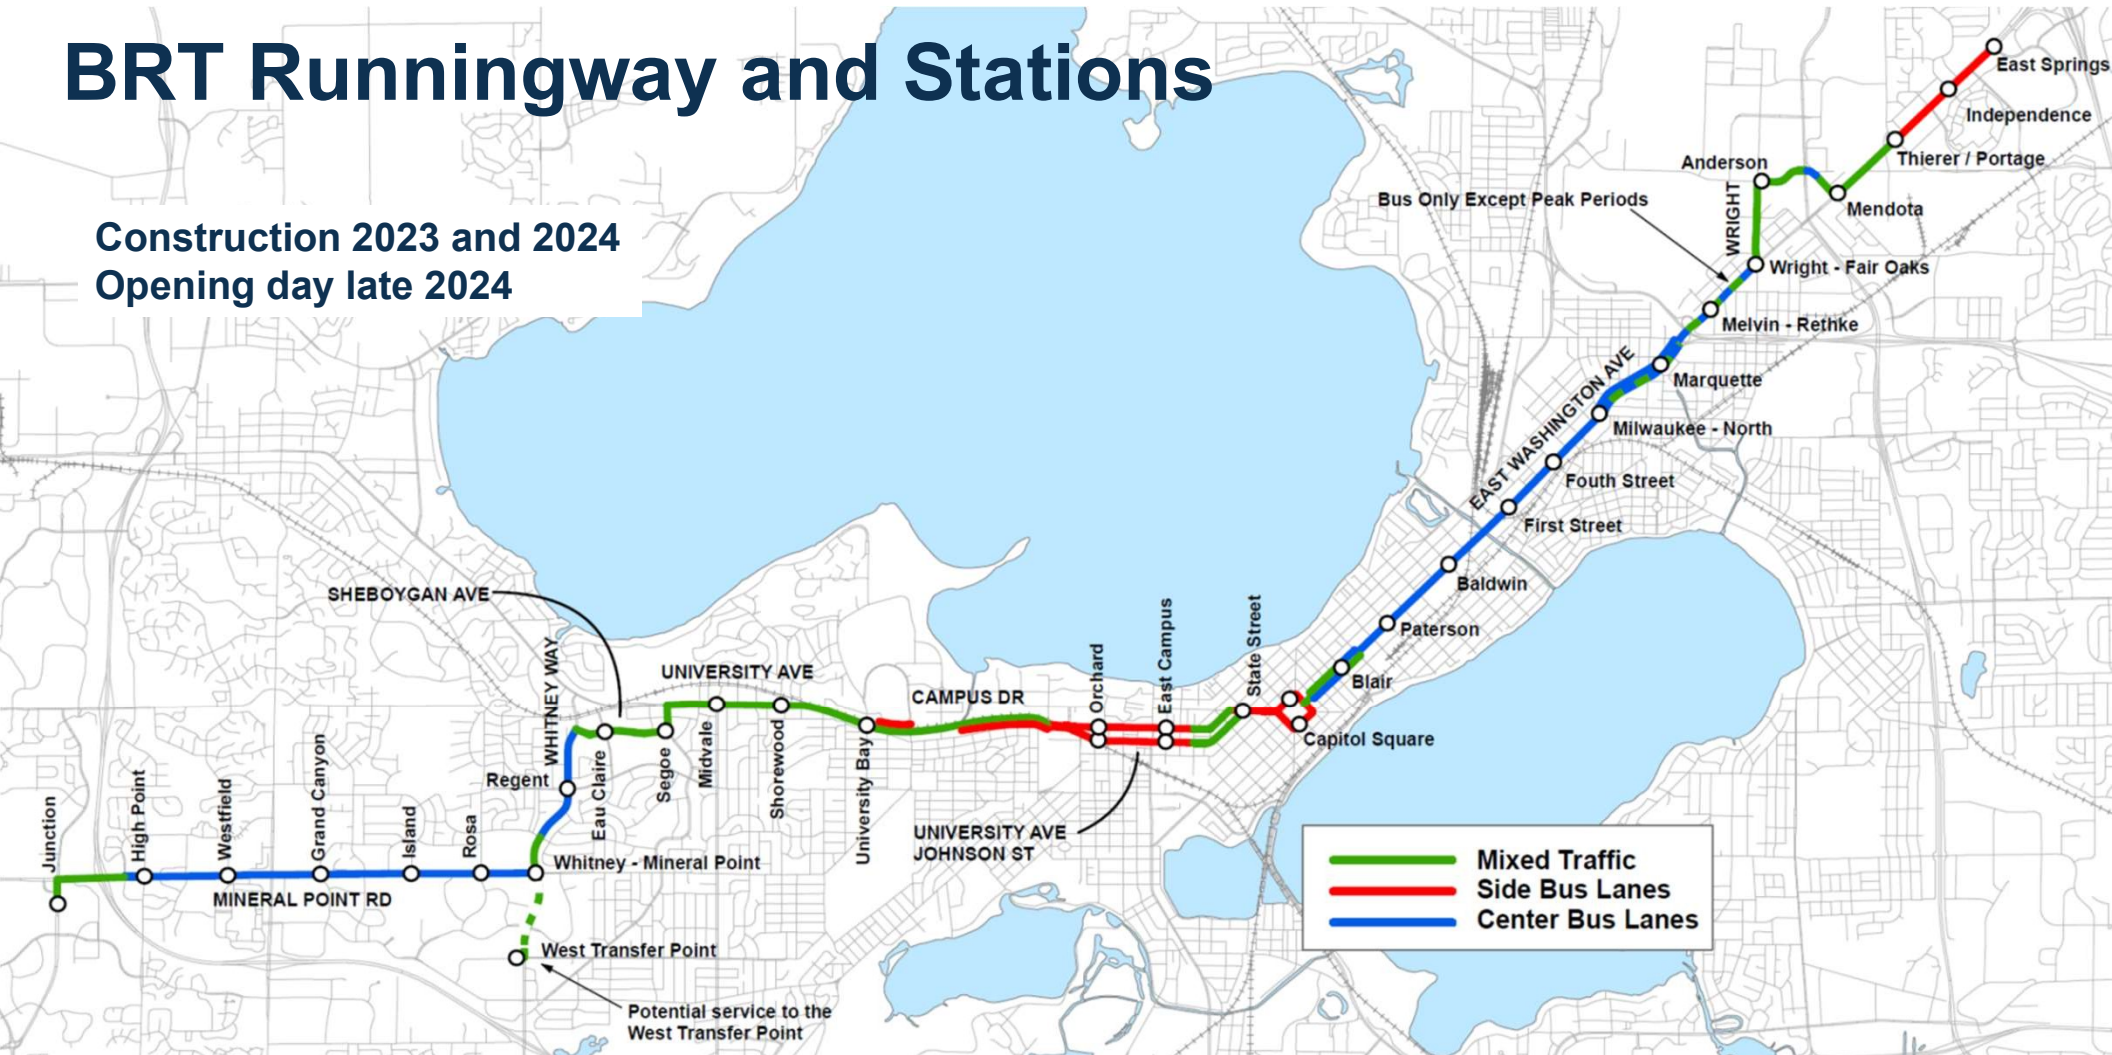 BRT Runningway and Stations
Construction 2023 and 2024
Opening day late 2024
East Springs
Independence
Thierer / Portage
Anderson
Mendota
WRIGHT
Bus Only Except Peak Periods
Wright - Fair Oaks
Melvin - Rethke
EAST WASHINGTON AVE
Marquette
Milwaukee - North
Fouth Street
First Street
Baldwin
Paterson
Blair
State Street
Capitol Square
East Campus
Orchard
CAMPUS DR
UNIVERSITY AVE
SHEBOYGAN AVE
WHITNEY WAY
University Bay
Shorewood
Midvale
Segoe
Eau Claire
Regent
Whitney - Mineral Point
Rosa
Island
Grand Canyon
Westfield
High Point
Junction
MINERAL POINT RD
UNIVERSITY AVE
JOHNSON ST
West Transfer Point
Potential service to the
West Transfer Point
Mixed Traffic
Side Bus Lanes
Center Bus Lanes